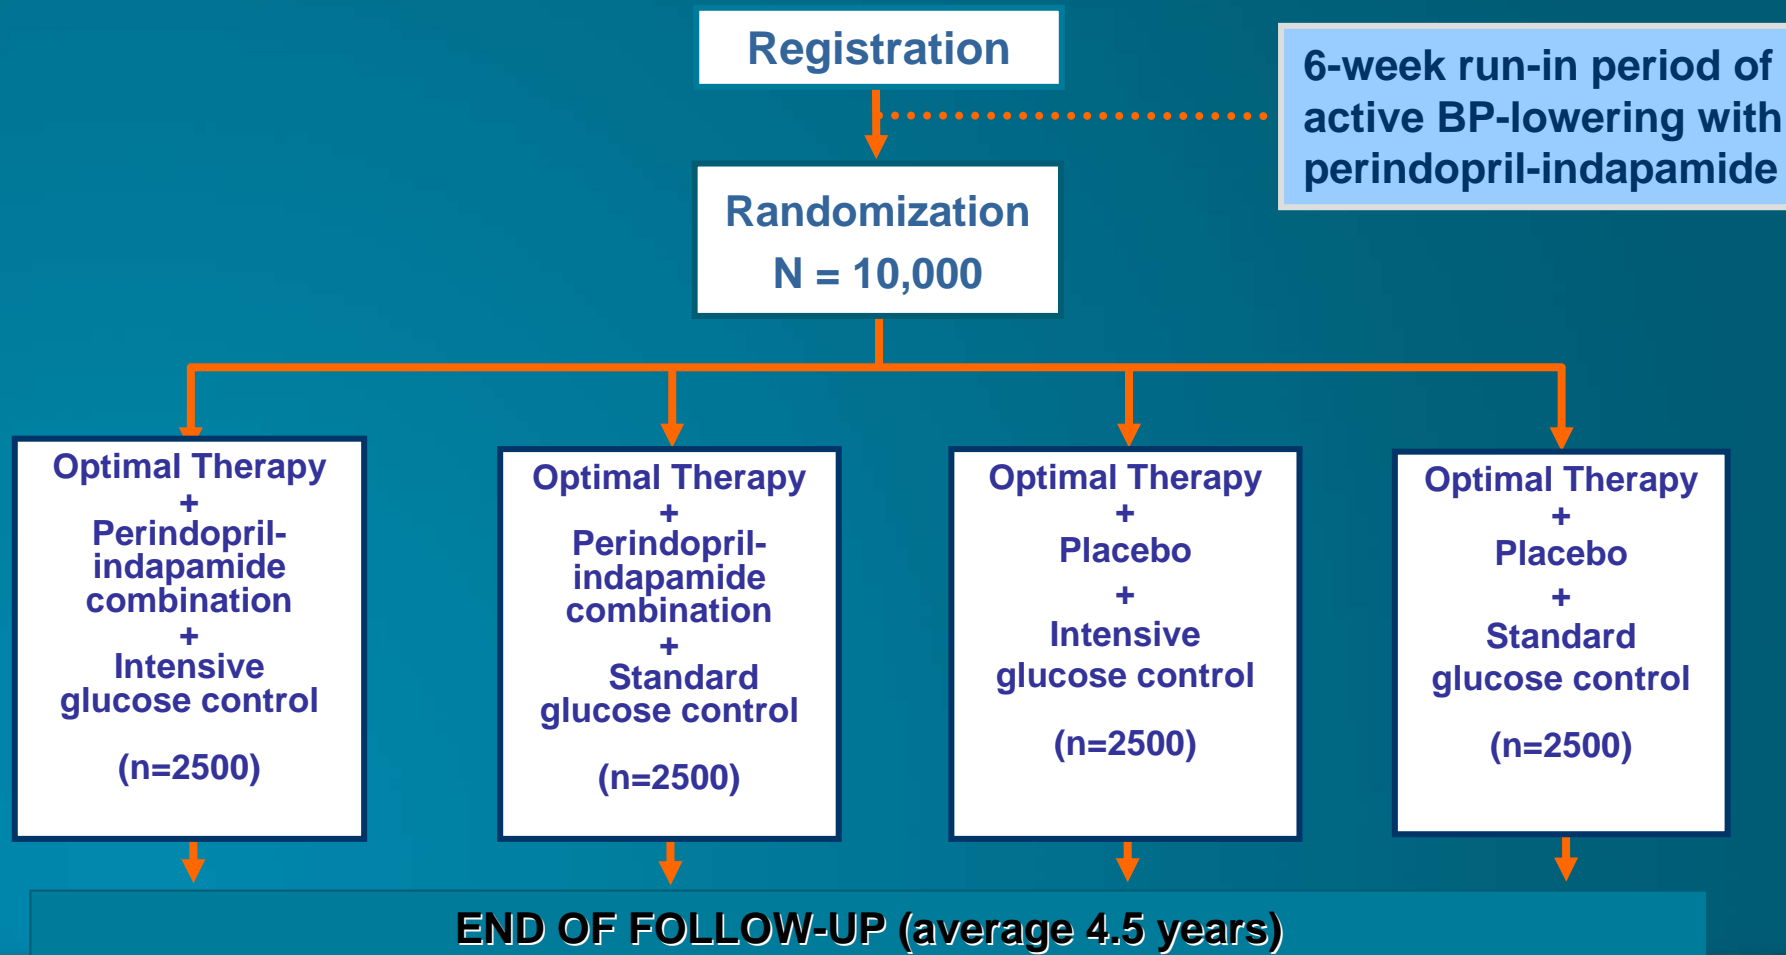 Registration
6-week run-in period of
active BP-lowering with
perindopril-indapamide
Randomization
N = 10,000
Optimal Therapy
+
Perindopril-
indapamide
combination
+
Intensive
glucose control
(n=2500)
Optimal Therapy
+
Perindopril-
indapamide
combination
+
Standard
glucose control
(n=2500)
Optimal Therapy
+
Placebo
+
Intensive
glucose control
(n=2500)
Optimal Therapy
+
Placebo
+
Standard
glucose control
(n=2500)
END OF FOLLOW-UP (average 4.5 years)